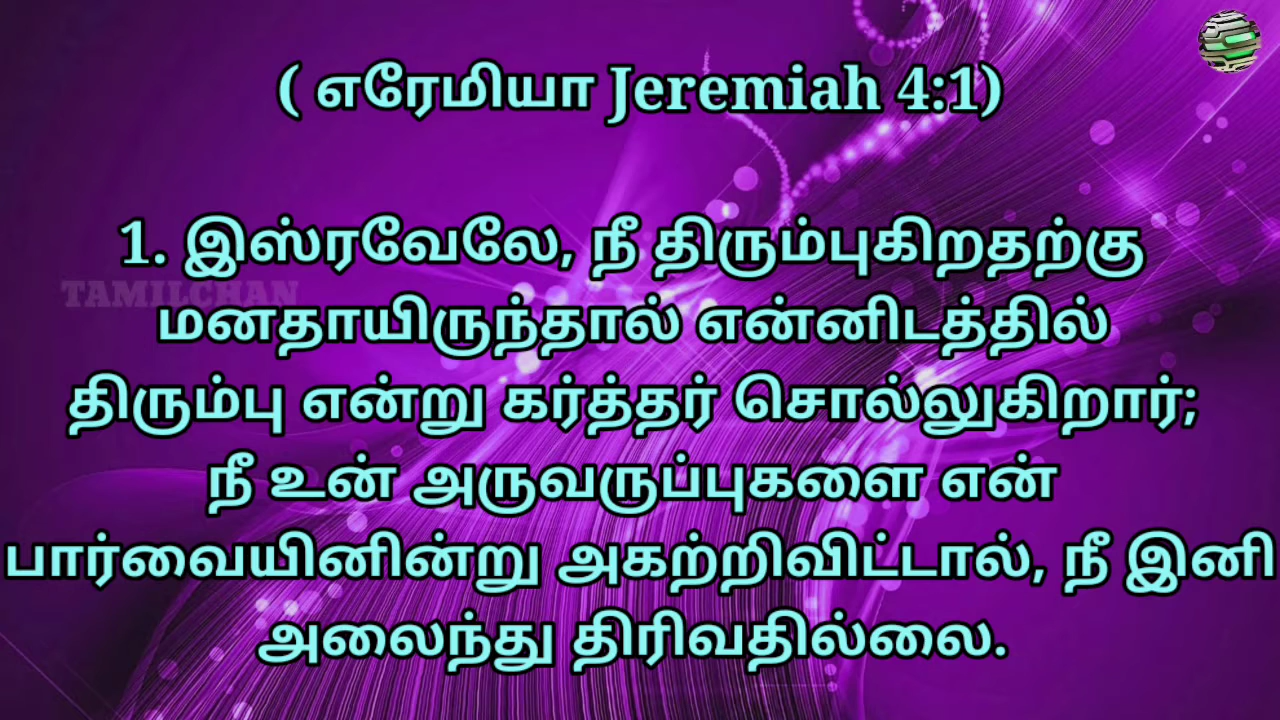 ( எரேமியா Jeremiah 4:1)
1. இஸ்ரவேலே, நீ திரும்புகிறதற்கு
TAMILCHAN
மனதாயிருந்தால் என்னிடத்தில்
திரும்பு என்று கர்த்தர் சொல்லுகிறார்;
நீ உன் அருவருப்புகளை என்
பார்வையினின்று அகற்றிவிட்டால், நீ இனி
அலைந்து திரிவதில்லை.